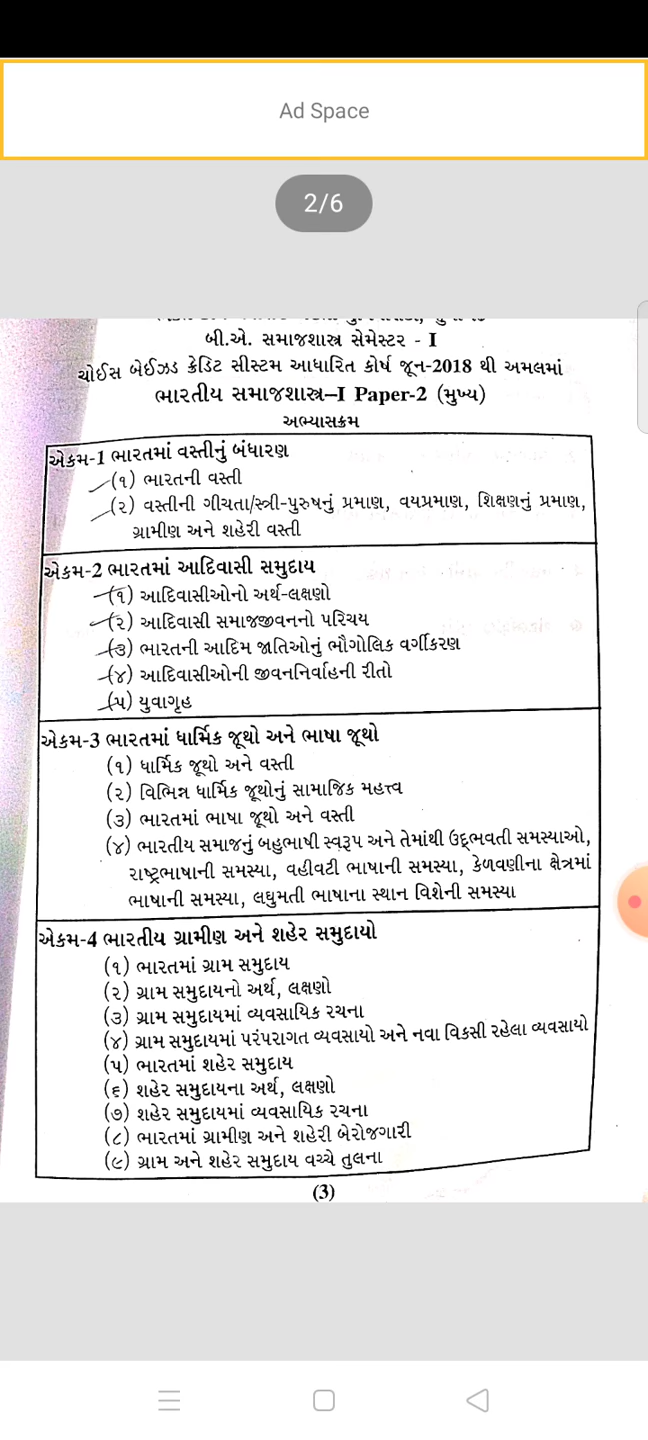 Ad Space
2/6
બી.એ. સમાજશાસ્ત્ર સેમેસ્ટર - I
ચોઈસ બેઈઝડ ક્રેડિટ સીસ્ટમ આધારિત કોર્ષ જૂન-2018 થી અમલમાં
ભારતીય સમાજશાસ્ત્ર–I Paper-2 (મુખ્ય)
અભ્યાસક્રમ
એકમ-1 ભારતમાં વસ્તીનું બંધારણ
(૧) ભારતની વસ્તી
(૨) વસ્તીની ગીચતા/સ્ત્રી-પુરુષનું પ્રમાણ, વયપ્રમાણ, શિક્ષણનું પ્રમાણ,
ગ્રામીણ અને શહેરી વસ્તી
એકમ-2 ભારતમાં આદિવાસી સમુદાય
(૧) આદિવાસીઓનો અર્થ-લક્ષણો
(૨) આદિવાસી સમાજજીવનનો પરિચય
(૩) ભારતની આદિમ જાતિઓનું ભૌગોલિક વર્ગીકરણ
(૪) આદિવાસીઓની જીવનનિર્વાહની રીતો
(૫) યુવાગૃહ
એકમ-3 ભારતમાં ધાર્મિક જૂથો અને ભાષા જૂથો
(૧) ધાર્મિક જૂથો અને વસ્તી
(૨) વિભિન્ન ધાર્મિક જૂથોનું સામાજિક મહત્ત્વ
(૩) ભારતમાં ભાષા જૂથો અને વસ્તી
(૪) ભારતીય સમાજનું બહુભાષી સ્વરૂપ અને તેમાંથી ઉદ્ભવતી સમસ્યાઓ,
રાષ્ટ્રભાષાની સમસ્યા, વહીવટી ભાષાની સમસ્યા, કેળવણીના ક્ષેત્રમાં
ભાષાની સમસ્યા, લઘુમતી ભાષાના સ્થાન વિશેની સમસ્યા
એકમ-4 ભારતીય ગ્રામીણ અને શહેર સમુદાયો
(૧) ભારતમાં ગ્રામ સમુદાય
(૨) ગ્રામ સમુદાયનો અર્થ, લક્ષણો
(૩) ગ્રામ સમુદાયમાં વ્યવસાયિક રચના
(૪) ગ્રામ સમુદાયમાં પરંપરાગત વ્યવસાયો અને નવા વિકસી રહેલા વ્યવસાયો
(૫) ભારતમાં શહેર સમુદાય
(૬) શહેર સમુદાયના અર્થ, લક્ષણો
(૭) શહેર સમુદાયમાં વ્યવસાયિક રચના
(૮) ભારતમાં ગ્રામીણ અને શહેરી બેરોજગારી
(૯) ગ્રામ અને શહેર સમુદાય વચ્ચે તુલના
(3)